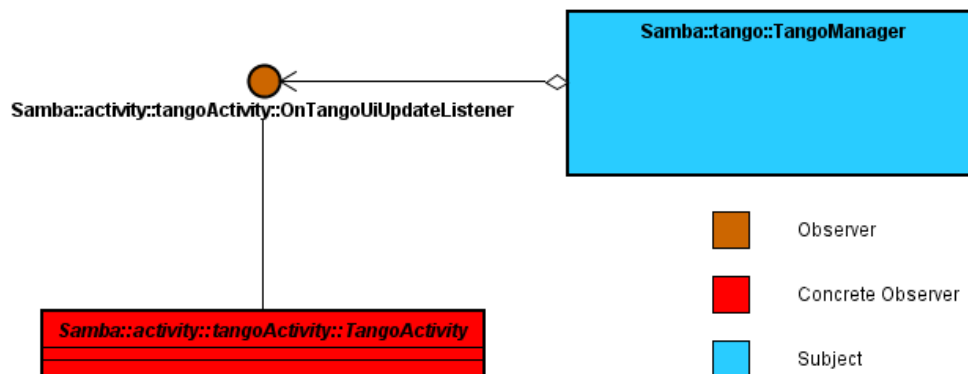 Samba::tango::TangoManager
Samba::activity::tangoActivity::OnTangoUiUpdateListener
Observer
Concrete Observer
Samba::activity::tangoActivity::TangoActivity
Subject